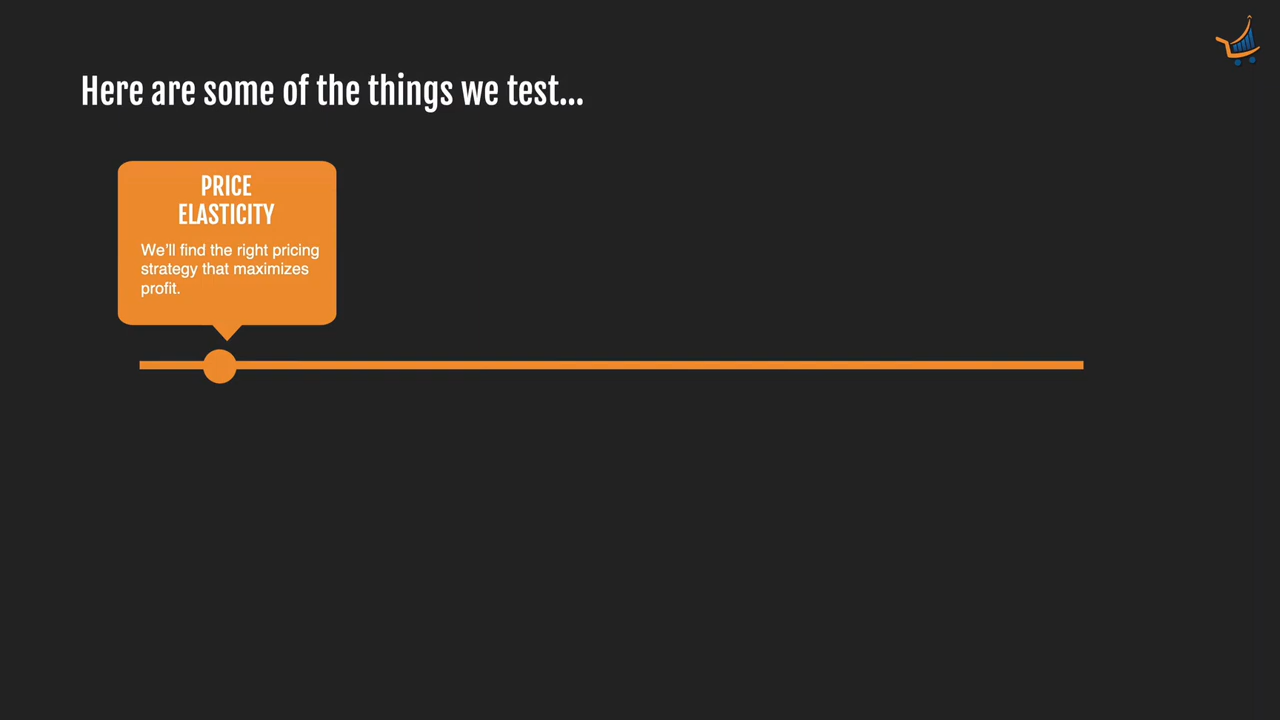 Here are some of the things we test...
PRICE
ELASTICITY
We'll find the right pricing
strategy that maximizes
profit.